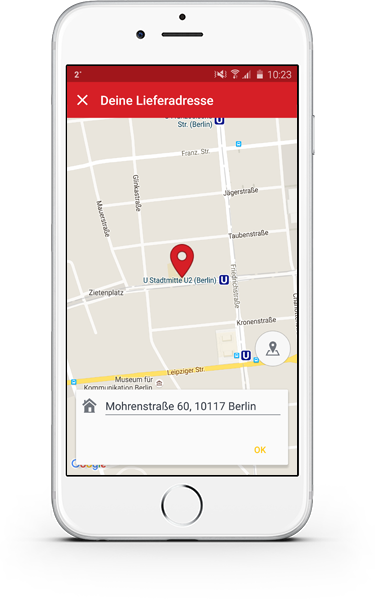 2°
10:23
Deine Lieferadresse
Str. (Berlin)
Franz. Str.
Glinkastraße
Mauerstraße
Jägerstraße
Taubenstraße
U Stadtmitte U2 (Berlin)
Friedrichstraße
Zietenplatz
Kronenstraße
Leipziger Str.
Museum für
Kommunikation Berlin
Mohrenstraße 60, 10117 Berlin
OK
Google